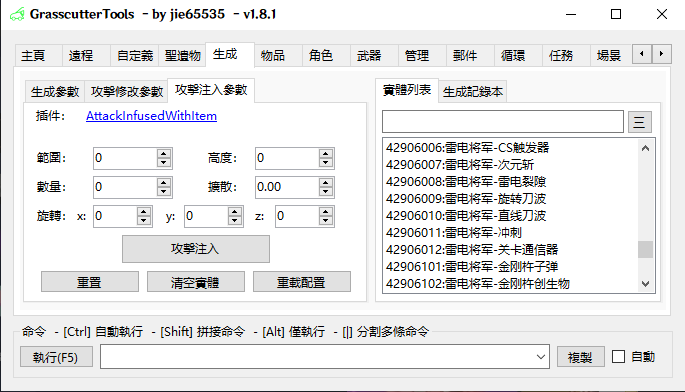 GrasscutterTools - by jie65535 - v1.8.1
主頁 遠程 自定義 聖遺物 生成 物品 角色 武器 管理 郵件 循環 任務 場景
生成參數 攻擊修改參數 攻擊注入參數
插件: AttackInfusedWithItem
範圍: 0 高度: 0
數量: 0 擴散: 0.00
旋轉: x: 0 y: 0 z: 0
攻擊注入
重置 清空實體 重載配置
實體列表 生成記錄本
三
42906006:雷电将军-CS触发器
42906007:雷电将军-次元斩
42906008:雷电将军-雷电裂隙
42906009:雷电将军-旋转刀波
42906010:雷电将军-直线刀波
42906011:雷电将军-冲刺
42906012:雷电将军-关卡通信器
42906101:雷电将军-金刚杵子弹
42906102:雷电将军-金刚杵创生物
命令 - [Ctrl] 自動執行 - [Shift] 拼接命令 - [Alt] 僅執行 - [|] 分割多條命令
執行(F5) 複製 自動